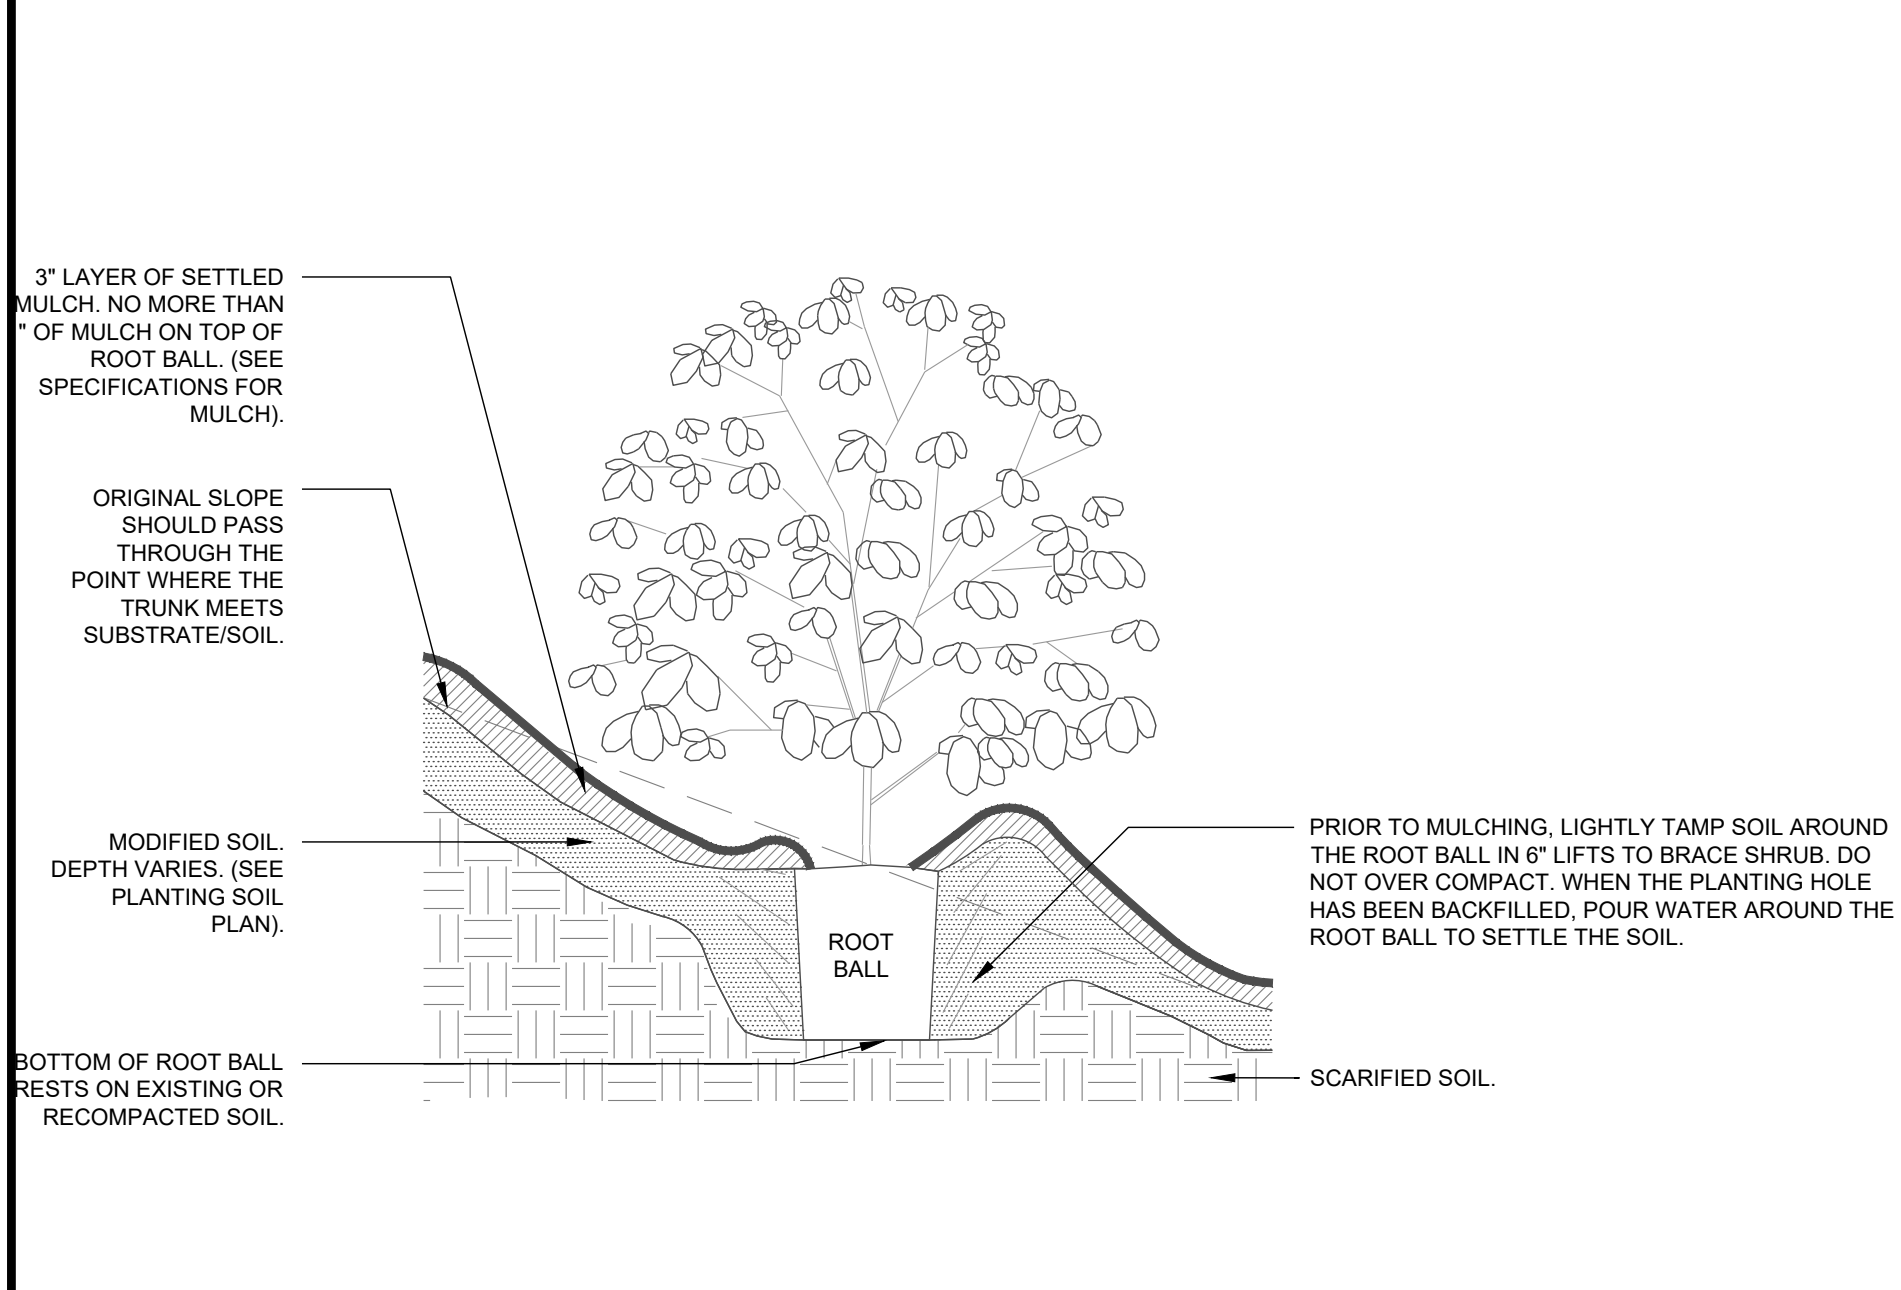 3" LAYER OF SETTLED
MULCH. NO MORE THAN
" OF MULCH ON TOP OF
ROOT BALL. (SEE
SPECIFICATIONS FOR
MULCH).
ORIGINAL SLOPE
SHOULD PASS
THROUGH THE
POINT WHERE THE
TRUNK MEETS
SUBSTRATE/SOIL.
MODIFIED SOIL.
DEPTH VARIES. (SEE
PLANTING SOIL
PLAN).
BOTTOM OF ROOT BALL
RESTS ON EXISTING OR
RECOMPACTED SOIL.
ROOT
BALL
PRIOR TO MULCHING, LIGHTLY TAMP SOIL AROUND
THE ROOT BALL IN 6" LIFTS TO BRACE SHRUB. DO
NOT OVER COMPACT. WHEN THE PLANTING HOLE
HAS BEEN BACKFILLED, POUR WATER AROUND THE
ROOT BALL TO SETTLE THE SOIL.
SCARIFIED SOIL.